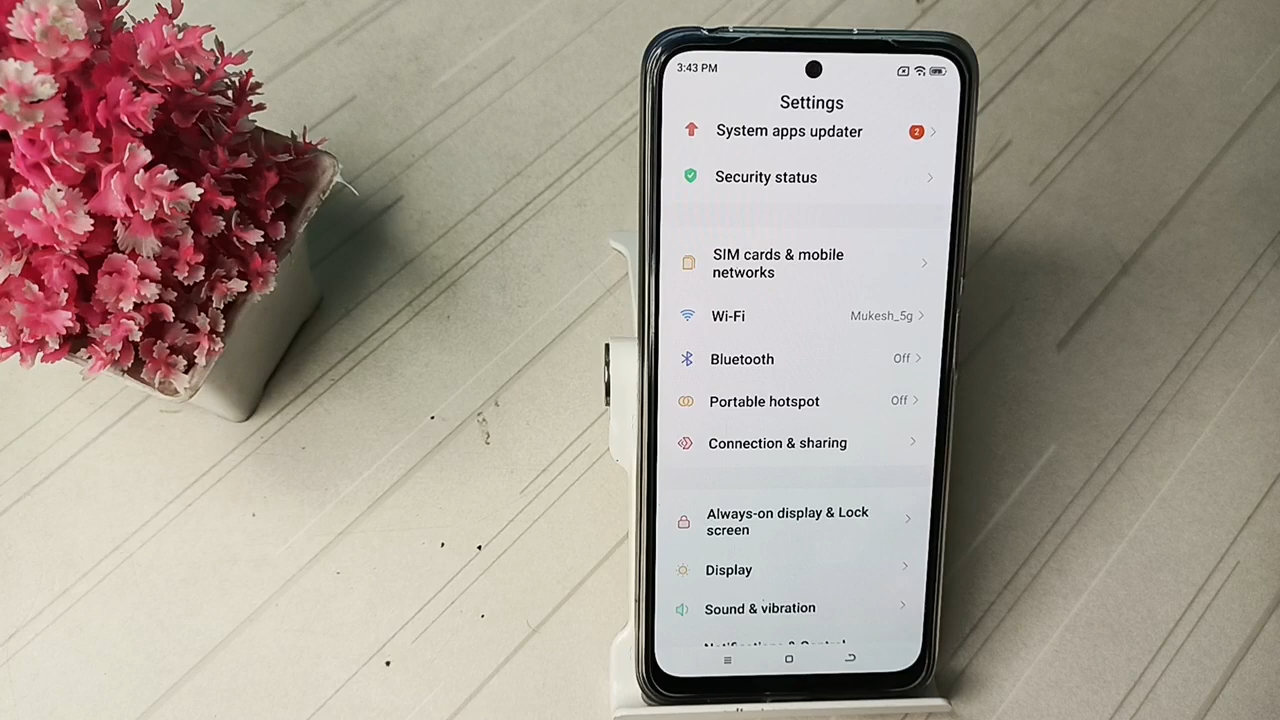 3:43 PM
Settings
System apps updater 2
Security status
SIM cards & mobile
networks
Wi-Fi Mukesh_5g
Bluetooth Off
Portable hotspot Off
Connection & sharing
Always-on display & Lock
screen
Display
Sound & vibration